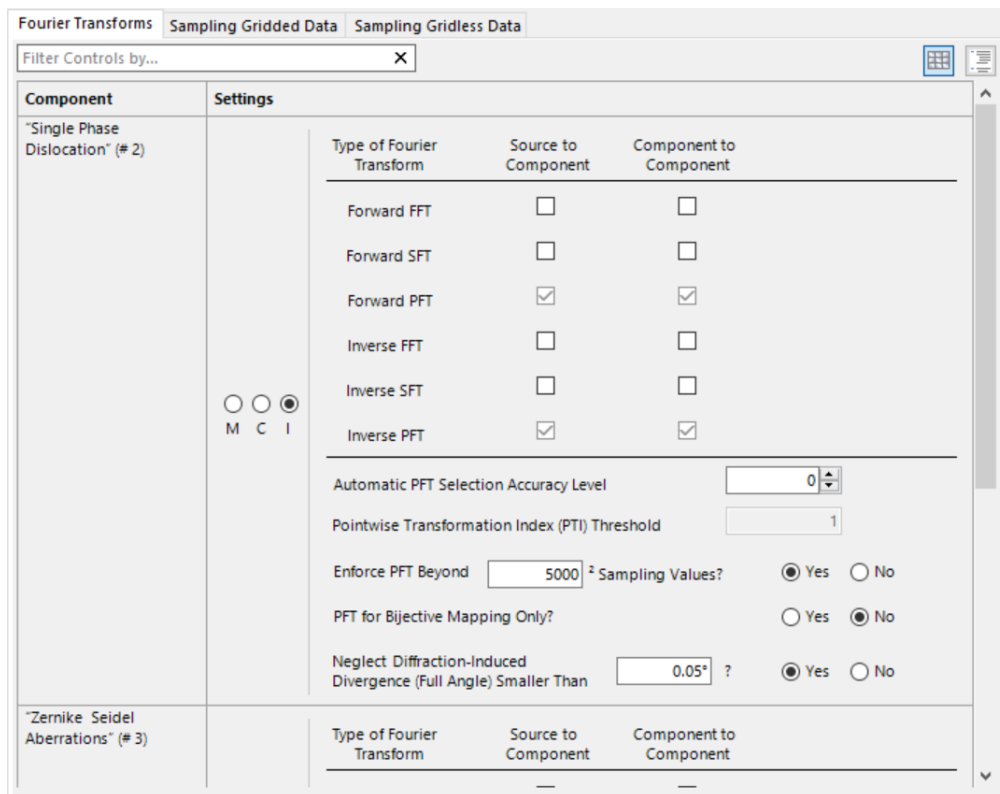 Fourier Transforms Sampling Gridded Data Sampling Gridless Data
Filter Controls by...
Component Settings
"Single Phase
Dislocation" (# 2)
Type of Fourier Source to Component to
Transform Component Component
Forward FFT
Forward SFT
Forward PFT
Inverse FFT
Inverse SFT
M C I
Inverse PFT
Automatic PFT Selection Accuracy Level 0
Pointwise Transformation Index (PTI) Threshold 1
Enforce PFT Beyond 5000 ² Sampling Values? Yes No
PFT for Bijective Mapping Only? Yes No
Neglect Diffraction-Induced
Divergence (Full Angle) Smaller Than 0.05° ? Yes No
"Zernike Seidel
Aberrations" (# 3)
Type of Fourier Source to Component to
Transform Component Component